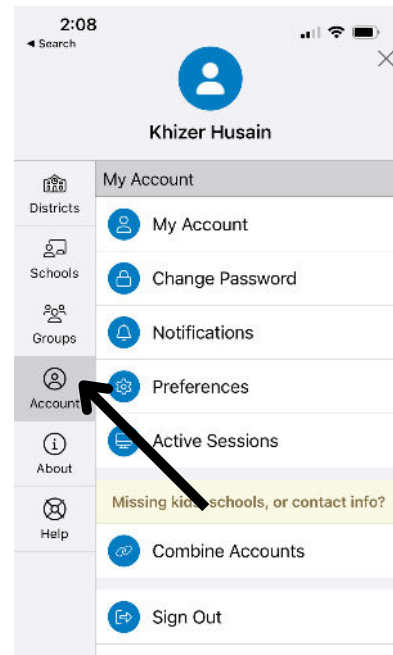 2:08
◀ Search
Khizer Husain
Districts
Schools
Groups
Account
About
Help
My Account
My Account
Change Password
Notifications
Preferences
Active Sessions
Missing kids, schools, or contact info?
Combine Accounts
Sign Out